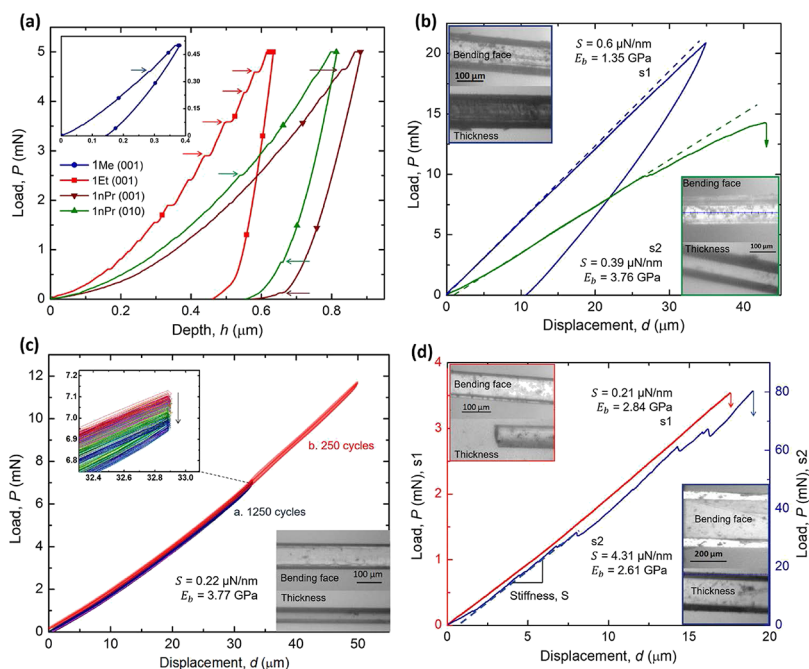 (a)
Load, P (mN)
5
4
3
2
1
0
0.45
0.3
0.15
0
0
0.1
0.2
0.3
0.4
1Me (001)
1Et (001)
1nPr (001)
1nPr (010)
0.0
0.2
0.4
0.6
0.8
Depth, h (μm)
(b)
Load, P (mN)
20
15
10
5
0
Bending face
100 μm
Thickness
S = 0.6 μN/nm
E_b = 1.35 GPa
s1
s2
S = 0.39 μN/nm
E_b = 3.76 GPa
Bending face
Thickness
100 μm
0
10
20
30
40
Displacement, d (μm)
(c)
Load, P (mN)
12
10
8
6
4
2
0
7.1
7.0
6.9
6.8
32.4
32.6
32.8
33.0
b. 250 cycles
a. 1250 cycles
S = 0.22 μN/nm
E_b = 3.77 GPa
100 μm
Bending face
Thickness
0
10
20
30
40
50
Displacement, d (μm)
(d)
Load, P (mN), s1
4
3
2
1
0
Bending face
100 μm
Thickness
S = 0.21 μN/nm
E_b = 2.84 GPa
s1
s2
S = 4.31 μN/nm
E_b = 2.61 GPa
Stiffness, S
Bending face
200 μm
Thickness
80
60
40
20
0
Load, P (mN), s2
0
5
10
15
20
Displacement, d (μm)